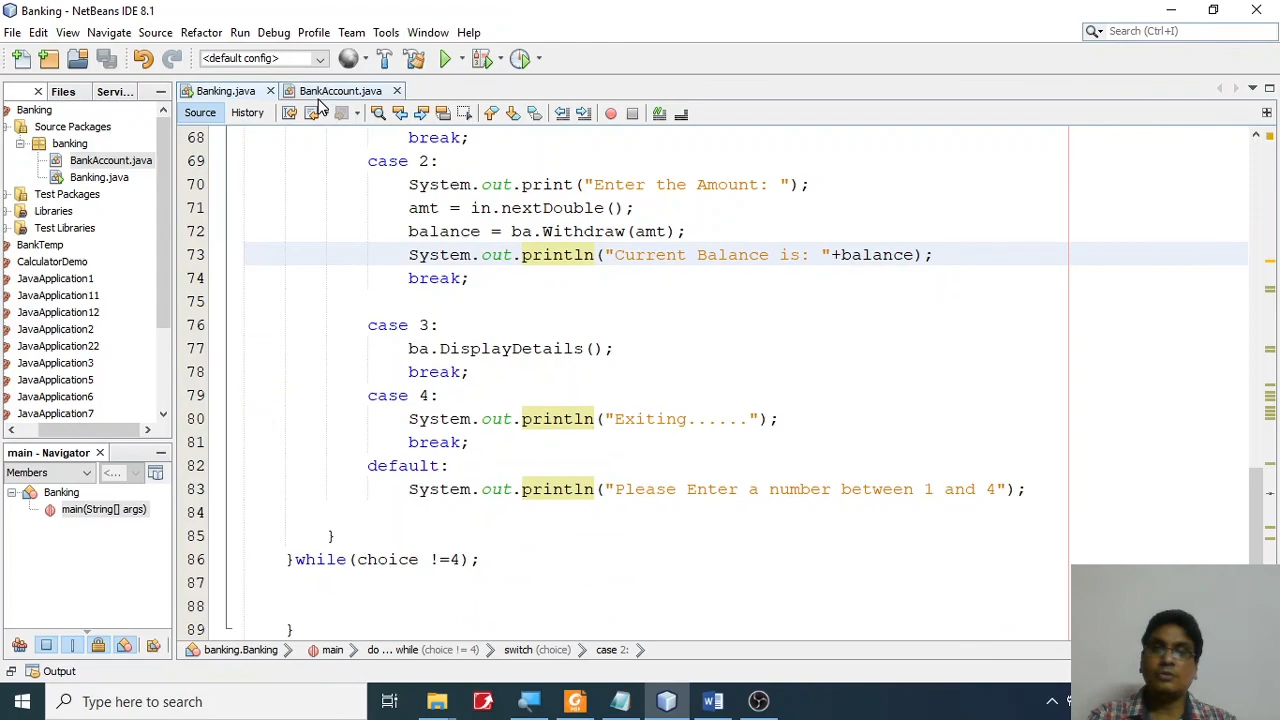 Banking - NetBeans IDE 8.1
File Edit View Navigate Source Refactor Run Debug Profile Team Tools Window Help
Search (Ctrl+I)
<default config>
Files Servi...
Banking.java BankAccount.java
Source History
Banking
Source Packages
banking
BankAccount.java
Banking.java
Test Packages
Libraries
Test Libraries
BankTemp
CalculatorDemo
JavaApplication1
JavaApplication11
JavaApplication12
JavaApplication2
JavaApplication22
JavaApplication3
JavaApplication5
JavaApplication6
JavaApplication7
main - Navigator
Members <...
Banking
main(String[] args)
68 break;
69 case 2:
70 System.out.print("Enter the Amount: ");
71 amt = in.nextDouble();
72 balance = ba.Withdraw(amt);
73 System.out.println("Current Balance is: "+balance);
74 break;
75
76 case 3:
77 ba.DisplayDetails();
78 break;
79 case 4:
80 System.out.println("Exiting......");
81 break;
82 default:
83 System.out.println("Please Enter a number between 1 and 4");
84
85 }
86 }while(choice !=4);
87
88
89 }
banking.Banking main do ... while (choice != 4) switch (choice) case 2:
Output
Type here to search